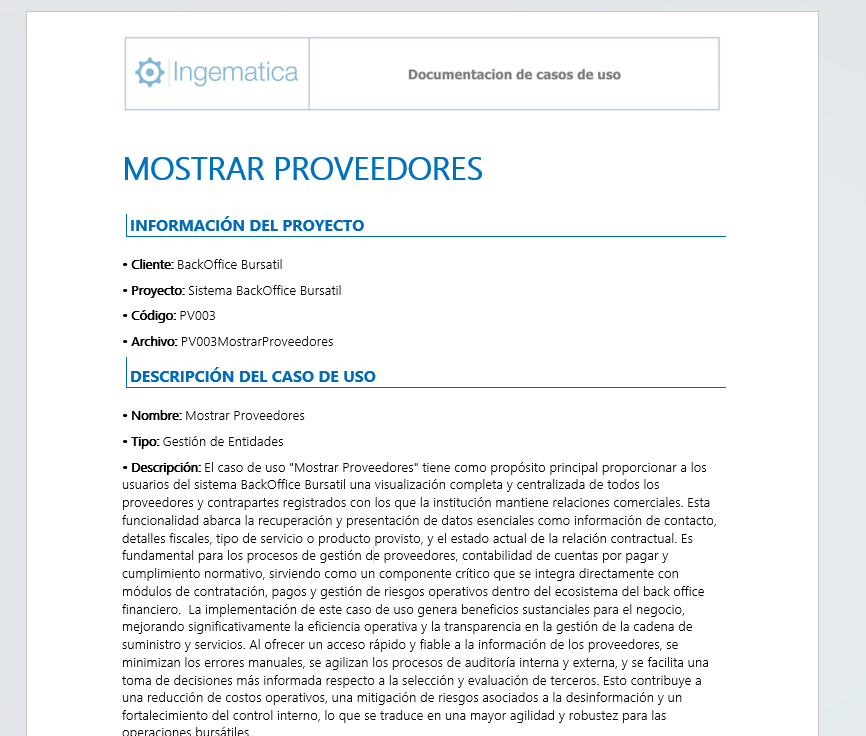 Ingematica
Documentacion de casos de uso
MOSTRAR PROVEEDORES
INFORMACIÓN DEL PROYECTO
• Cliente: BackOffice Bursatil
• Proyecto: Sistema BackOffice Bursatil
• Código: PV003
• Archivo: PV003MostrarProveedores
DESCRIPCIÓN DEL CASO DE USO
• Nombre: Mostrar Proveedores
• Tipo: Gestión de Entidades
• Descripción: El caso de uso "Mostrar Proveedores" tiene como propósito principal proporcionar a los
usuarios del sistema BackOffice Bursatil una visualización completa y centralizada de todos los
proveedores y contrapartes registrados con los que la institución mantiene relaciones comerciales. Esta
funcionalidad abarca la recuperación y presentación de datos esenciales como información de contacto,
detalles fiscales, tipo de servicio o producto provisto, y el estado actual de la relación contractual. Es
fundamental para los procesos de gestión de proveedores, contabilidad de cuentas por pagar y
cumplimiento normativo, sirviendo como un componente crítico que se integra directamente con
módulos de contratación, pagos y gestión de riesgos operativos dentro del ecosistema del back office
financiero.  La implementación de este caso de uso genera beneficios sustanciales para el negocio,
mejorando significativamente la eficiencia operativa y la transparencia en la gestión de la cadena de
suministro y servicios. Al ofrecer un acceso rápido y fiable a la información de los proveedores, se
minimizan los errores manuales, se agilizan los procesos de auditoría interna y externa, y se facilita una
toma de decisiones más informada respecto a la selección y evaluación de terceros. Esto contribuye a
una reducción de costos operativos, una mitigación de riesgos asociados a la desinformación y un
fortalecimiento del control interno, lo que se traduce en una mayor agilidad y robustez para las
operaciones bursátiles